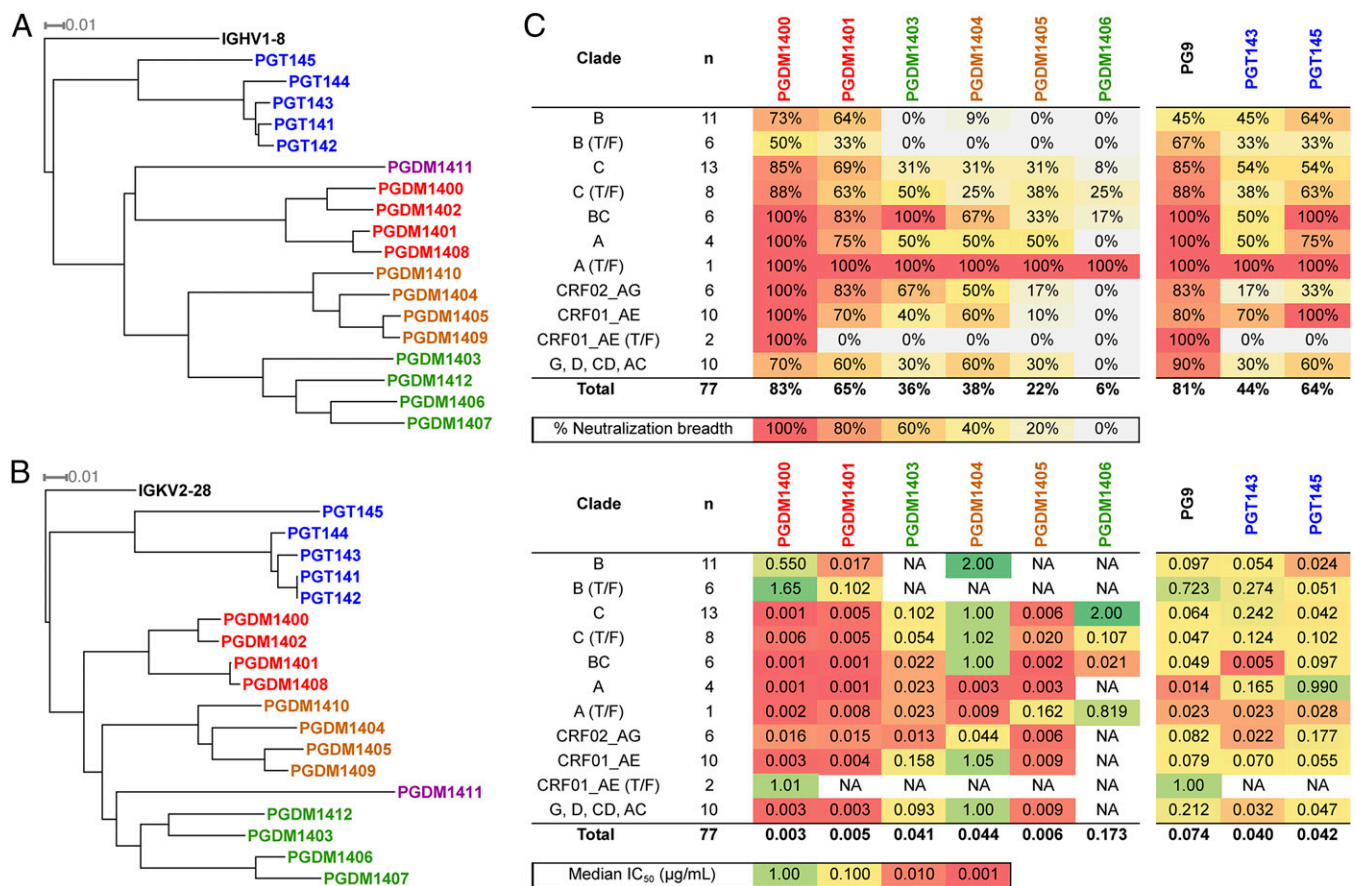 A
0.01
IGHV1-8
PGT145
PGT144
PGT143
PGT141
PGT142
PGDM1411
PGDM1400
PGDM1402
PGDM1401
PGDM1408
PGDM1410
PGDM1404
PGDM1405
PGDM1409
PGDM1403
PGDM1412
PGDM1406
PGDM1407
B
0.01
IGKV2-28
PGT145
PGT144
PGT143
PGT141
PGT142
PGDM1400
PGDM1402
PGDM1401
PGDM1408
PGDM1410
PGDM1404
PGDM1405
PGDM1409
PGDM1411
PGDM1412
PGDM1403
PGDM1406
PGDM1407
C
Clade n PGDM1400 PGDM1401 PGDM1403 PGDM1404 PGDM1405 PGDM1406 PG9 PGT143 PGT145
B 11 73% 64% 0% 9% 0% 0% 45% 45% 64%
B (T/F) 6 50% 33% 0% 0% 0% 0% 67% 33% 33%
C 13 85% 69% 31% 31% 31% 8% 85% 54% 54%
C (T/F) 8 88% 63% 50% 25% 38% 25% 88% 38% 63%
BC 6 100% 83% 100% 67% 33% 17% 100% 50% 100%
A 4 100% 75% 50% 50% 50% 0% 100% 50% 75%
A (T/F) 1 100% 100% 100% 100% 100% 100% 100% 100% 100%
CRF02_AG 6 100% 83% 67% 50% 17% 0% 83% 17% 33%
CRF01_AE 10 100% 70% 40% 60% 10% 0% 80% 70% 100%
CRF01_AE (T/F) 2 100% 0% 0% 0% 0% 0% 100% 0% 0%
G, D, CD, AC 10 70% 60% 30% 60% 30% 0% 90% 30% 60%
Total 77 83% 65% 36% 38% 22% 6% 81% 44% 64%
% Neutralization breadth 100% 80% 60% 40% 20% 0%
Clade n PGDM1400 PGDM1401 PGDM1403 PGDM1404 PGDM1405 PGDM1406 PG9 PGT143 PGT145
B 11 0.550 0.017 NA 2.00 NA NA 0.097 0.054 0.024
B (T/F) 6 1.65 0.102 NA NA NA NA 0.723 0.274 0.051
C 13 0.001 0.005 0.102 1.00 0.006 2.00 0.064 0.242 0.042
C (T/F) 8 0.006 0.005 0.054 1.02 0.020 0.107 0.047 0.124 0.102
BC 6 0.001 0.001 0.022 1.00 0.002 0.021 0.049 0.005 0.097
A 4 0.001 0.001 0.023 0.003 0.003 NA 0.014 0.165 0.990
A (T/F) 1 0.002 0.008 0.023 0.009 0.162 0.819 0.023 0.023 0.028
CRF02_AG 6 0.016 0.015 0.013 0.044 0.006 NA 0.082 0.022 0.177
CRF01_AE 10 0.003 0.004 0.158 1.05 0.009 NA 0.079 0.070 0.055
CRF01_AE (T/F) 2 1.01 NA NA NA NA NA 1.00 NA NA
G, D, CD, AC 10 0.003 0.003 0.093 1.00 0.009 NA 0.212 0.032 0.047
Total 77 0.003 0.005 0.041 0.044 0.006 0.173 0.074 0.040 0.042
Median IC50 (µg/mL) 1.00 0.100 0.010 0.001